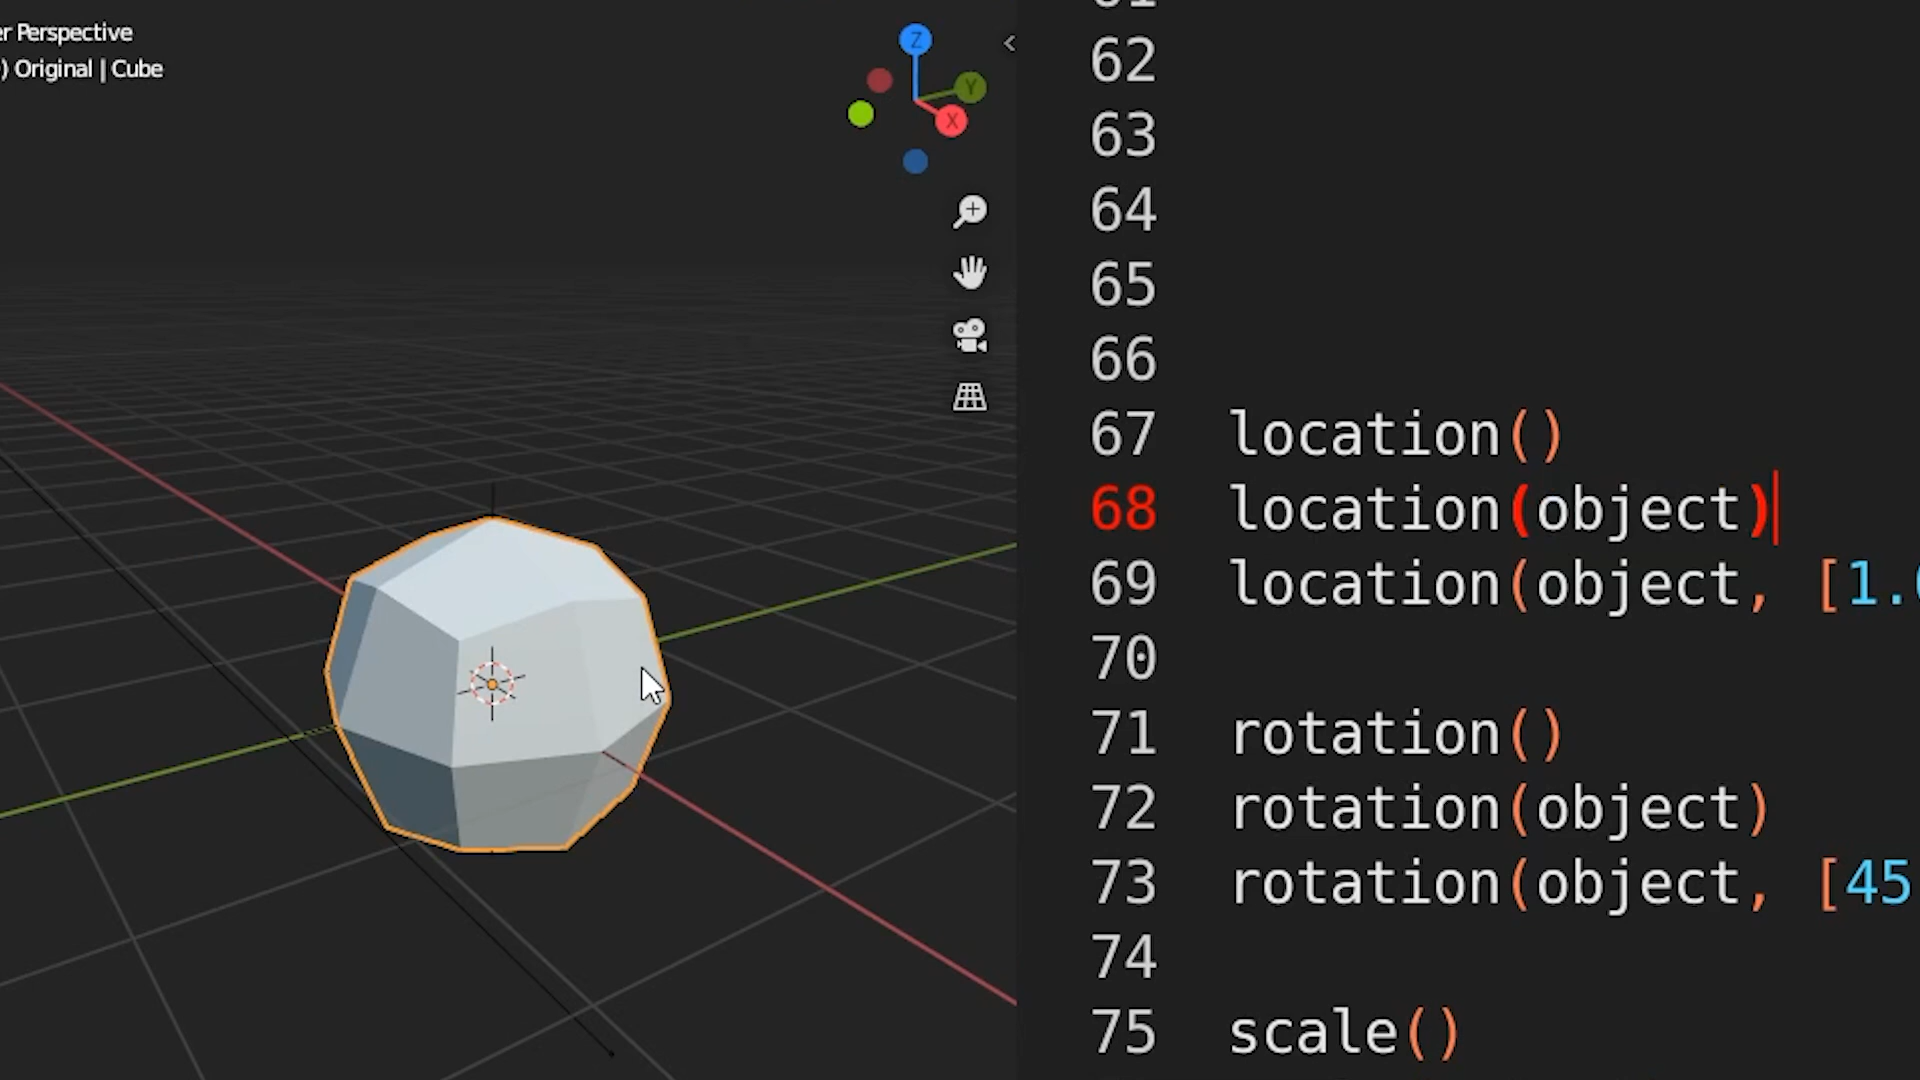 er Perspective
) Original | Cube
Z
Y
X
62
63
64
65
66
67 location()
68 location(object)
69 location(object, [1.
70
71 rotation()
72 rotation(object)
73 rotation(object, [45
74
75 scale()